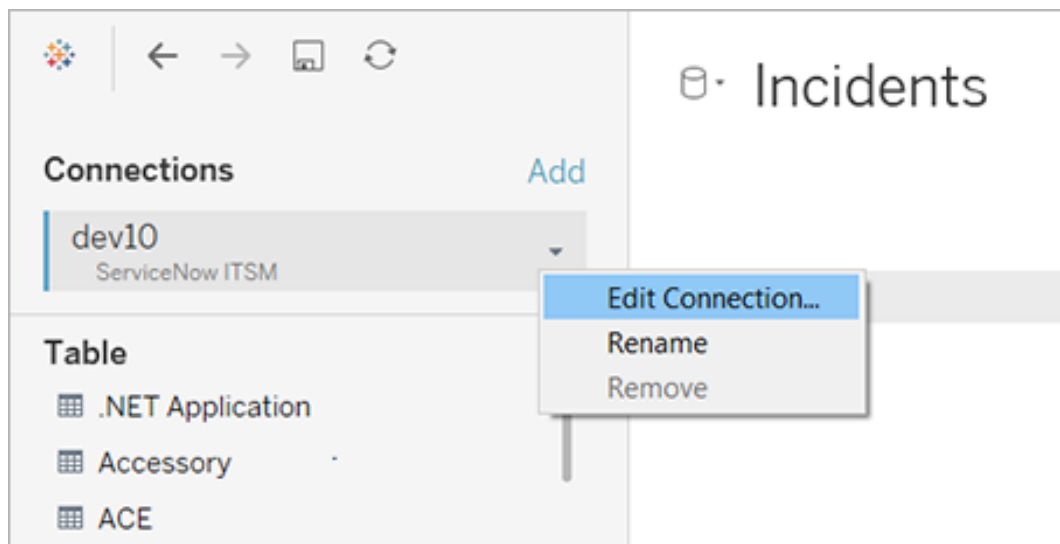 Incidents
Connections Add
dev10
ServiceNow ITSM
Edit Connection...
Rename
Remove
Table
.NET Application
Accessory
ACE